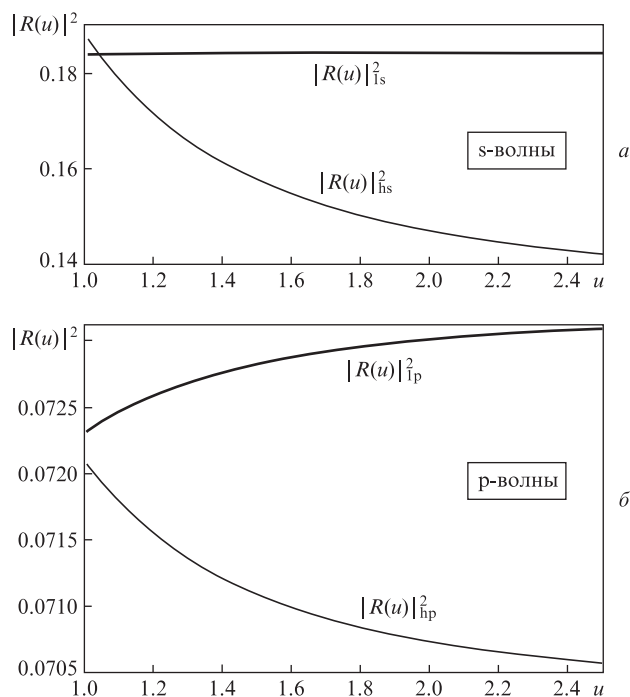 |R(u)|²
0.18
|R(u)|²₁ₛ
s-волны
а
0.16
|R(u)|²ₕₛ
0.14
1.0 1.2 1.4 1.6 1.8 2.0 2.2 2.4 u
|R(u)|²
|R(u)|²₁ₚ
0.0725
0.0720
p-волны
б
0.0715
0.0710
|R(u)|²ₕₚ
0.0705
1.0 1.2 1.4 1.6 1.8 2.0 2.2 2.4 u